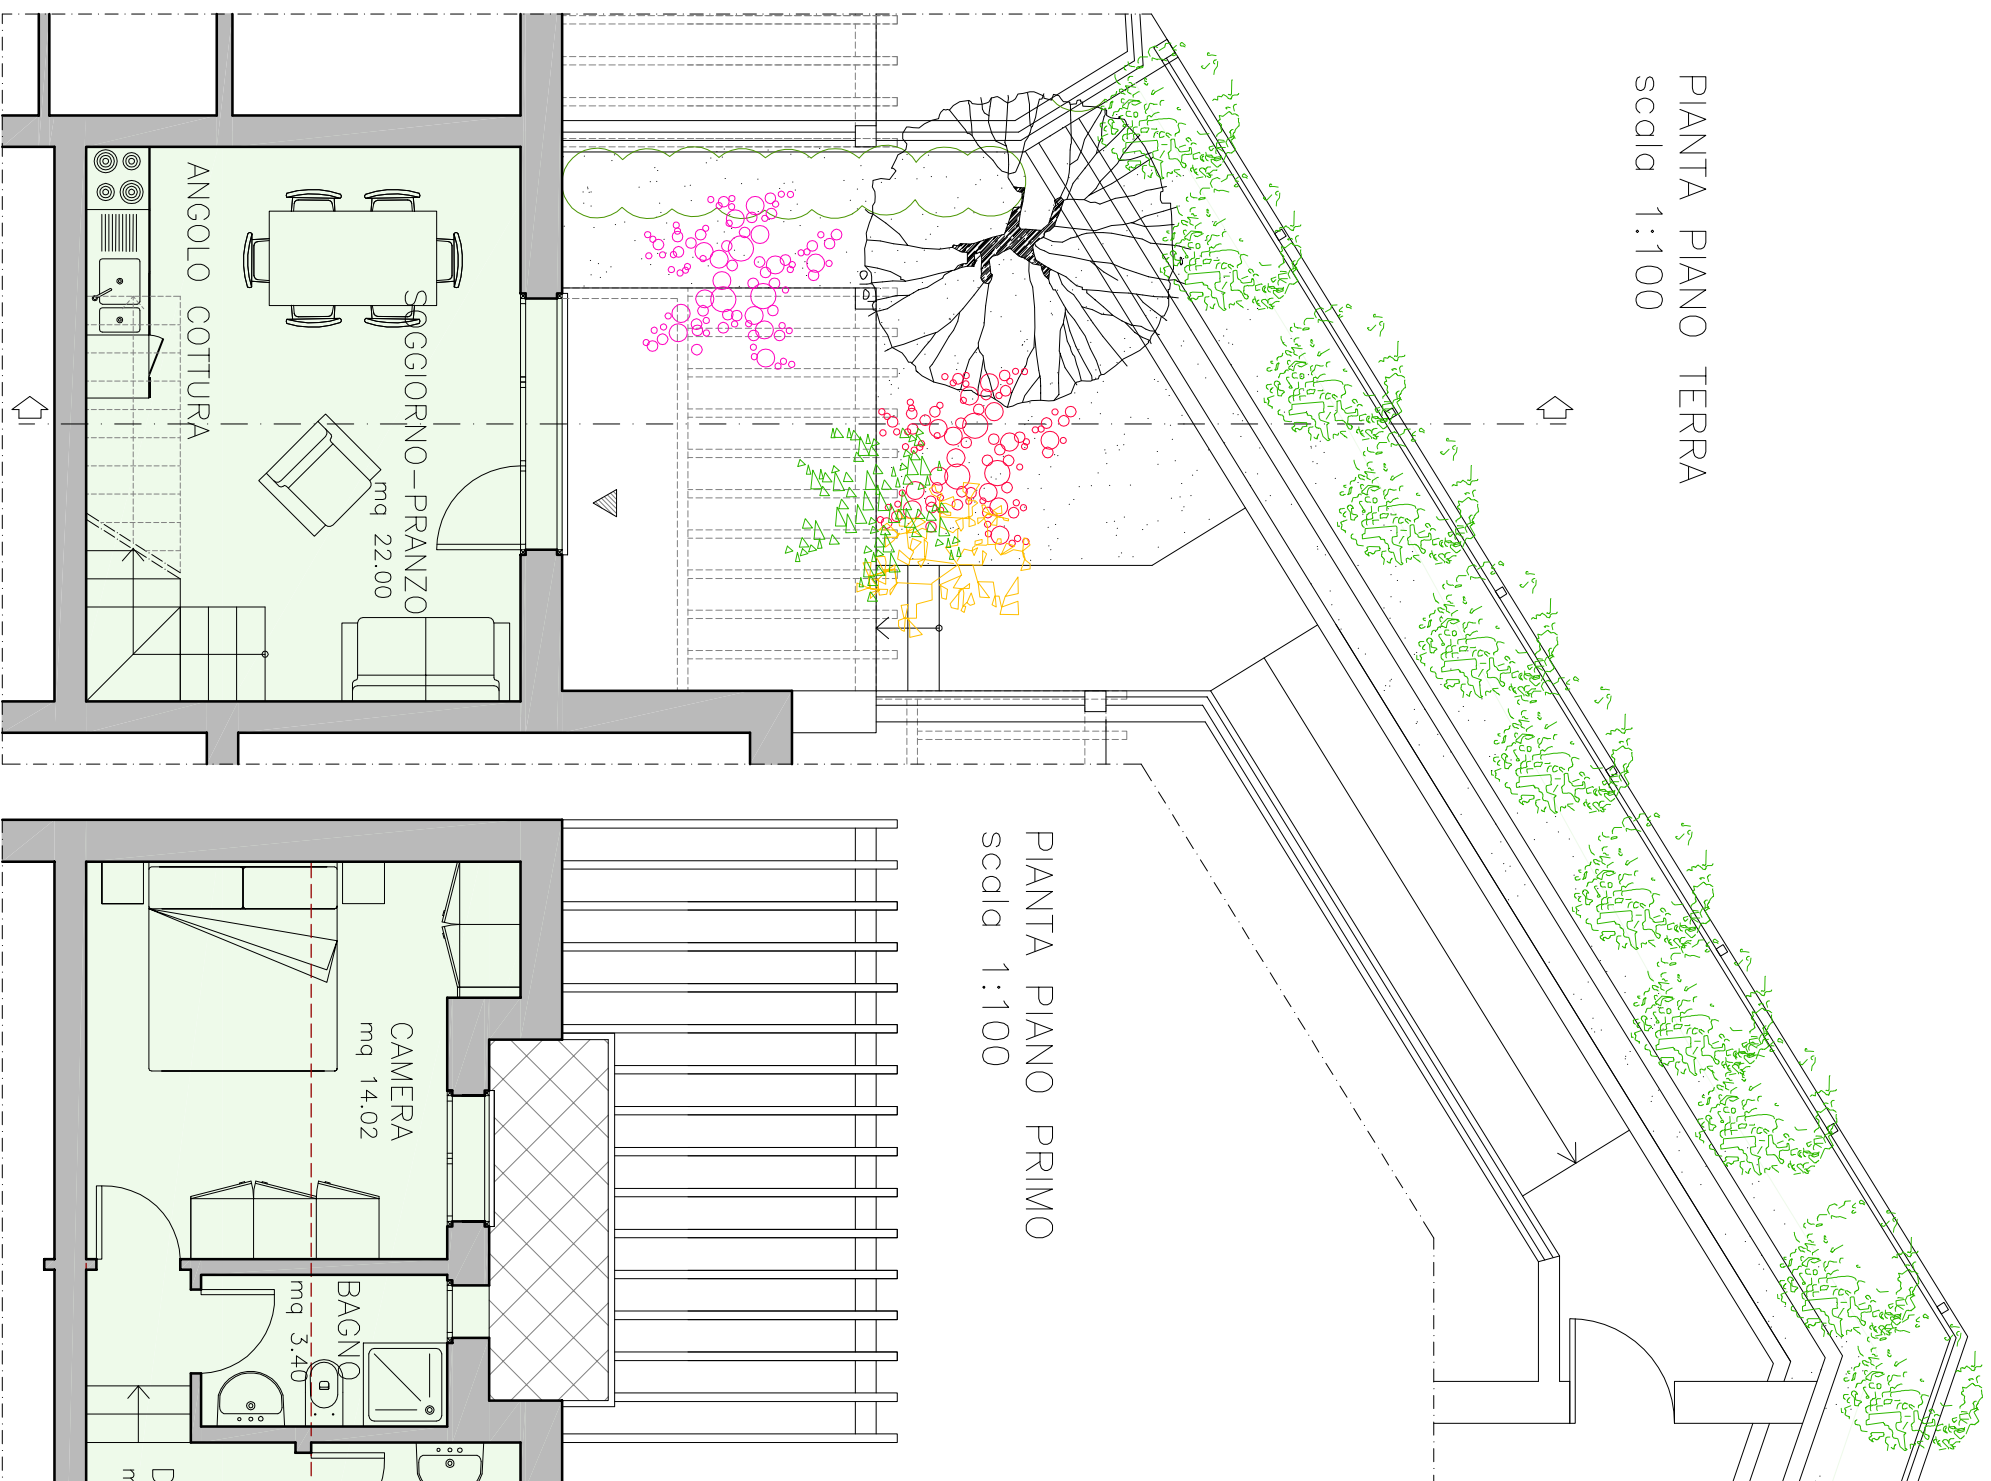 PIANTA PIANO TERRA
scala 1:100
ANGOLO COTTURA
SOGGIORNO-PRANZO
mq 22.00
PIANTA PIANO PRIMO
scala 1:100
CAMERA
mq 14.02
BAGNO
mq 3.40